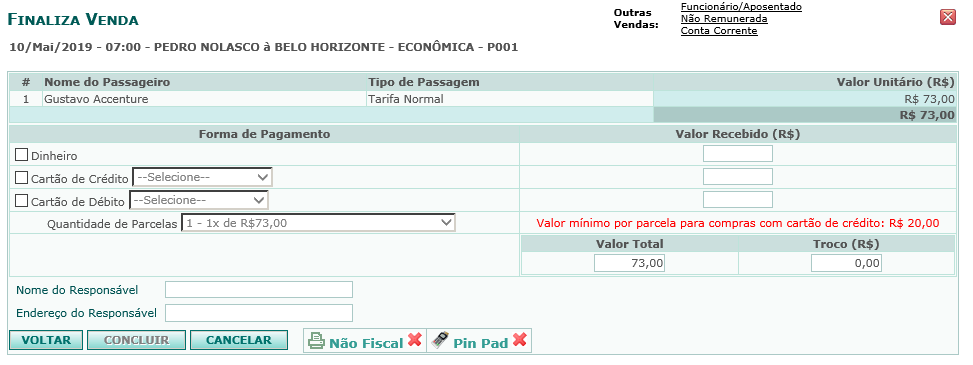 FINALIZA VENDA
Outras Vendas:
Funcionário/Aposentado
Não Remunerada
Conta Corrente
10/Mai/2019 - 07:00 - PEDRO NOLASCO à BELO HORIZONTE - ECONÔMICA - P001
# Nome do Passageiro Tipo de Passagem Valor Unitário (R$)
1 Gustavo Accenture Tarifa Normal R$ 73,00
R$ 73,00
Forma de Pagamento Valor Recebido (R$)
Dinheiro
Cartão de Crédito --Selecione--
Cartão de Débito --Selecione--
Quantidade de Parcelas 1 - 1x de R$73,00 Valor mínimo por parcela para compras com cartão de crédito: R$ 20,00
Valor Total Troco (R$)
73,00 0,00
Nome do Responsável
Endereço do Responsável
VOLTAR CONCLUIR CANCELAR Não Fiscal Pin Pad